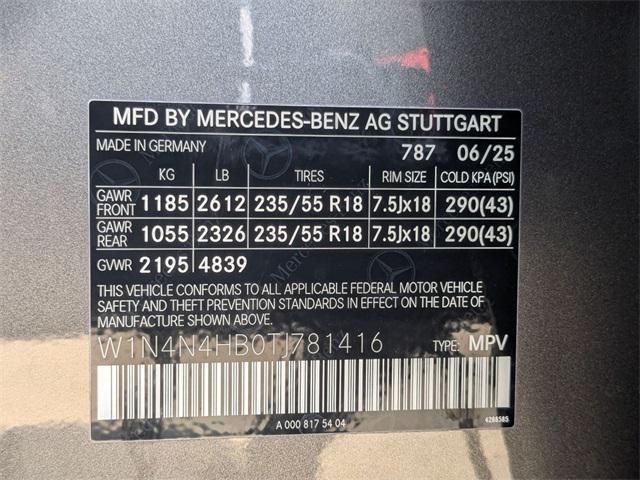 MFD BY MERCEDES-BENZ AG STUTTGART
MADE IN GERMANY 787 06/25
KG LB TIRES RIM SIZE COLD KPA(PSI)
GAWR FRONT 1185 2612 235/55 R18 7.5Jx18 290(43)
GAWR REAR 1055 2326 235/55 R18 7.5Jx18 290(43)
GVWR 2195 4839
THIS VEHICLE CONFORMS TO ALL APPLICABLE FEDERAL MOTOR VEHICLE
SAFETY AND THEFT PREVENTION STANDARDS IN EFFECT ON THE DATE OF
MANUFACTURE SHOWN ABOVE.
W1N4N4HB0TJ781416 TYPE: MPV
A 000 817 54 04 4288585